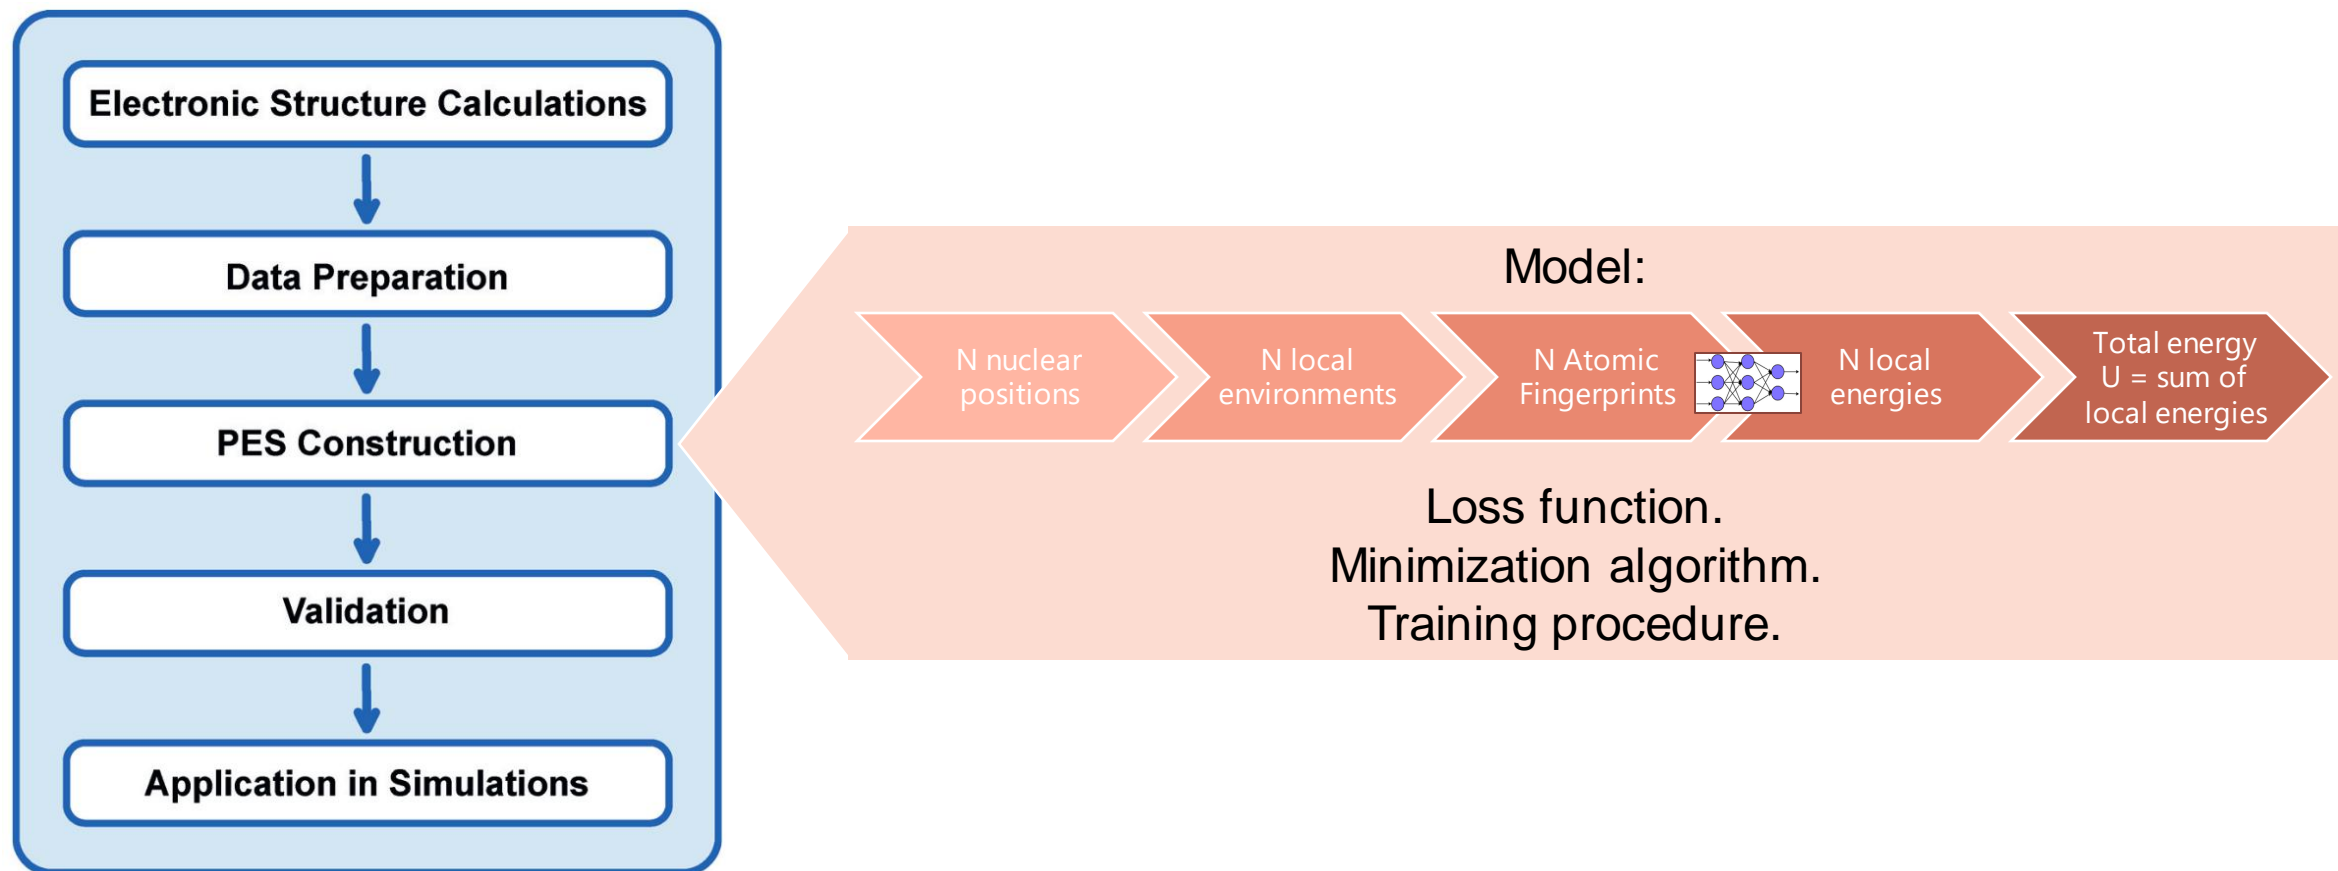 Electronic Structure Calculations
Data Preparation
PES Construction
Validation
Application in Simulations
Model:
N nuclear
positions
N local
environments
N Atomic
Fingerprints
N local
energies
Total energy
U = sum of
local energies
Loss function.
Minimization algorithm.
Training procedure.